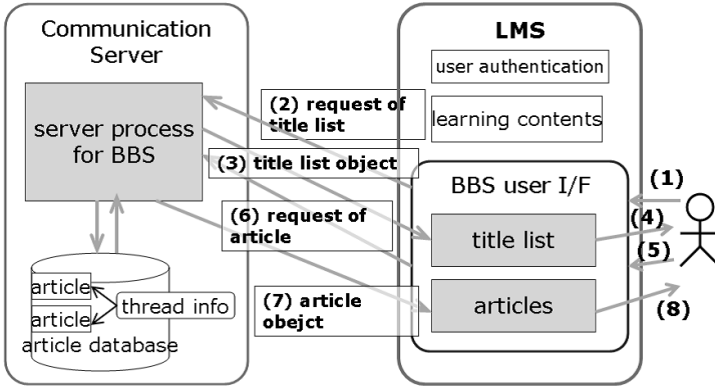 Communication
Server
server process
for BBS
article
article
thread info
article database
(2) request of
title list
(3) title list object
(6) request of
article
(7) article
obejct
LMS
user authentication
learning contents
BBS user I/F
title list
articles
(1)
(4)
(5)
(8)